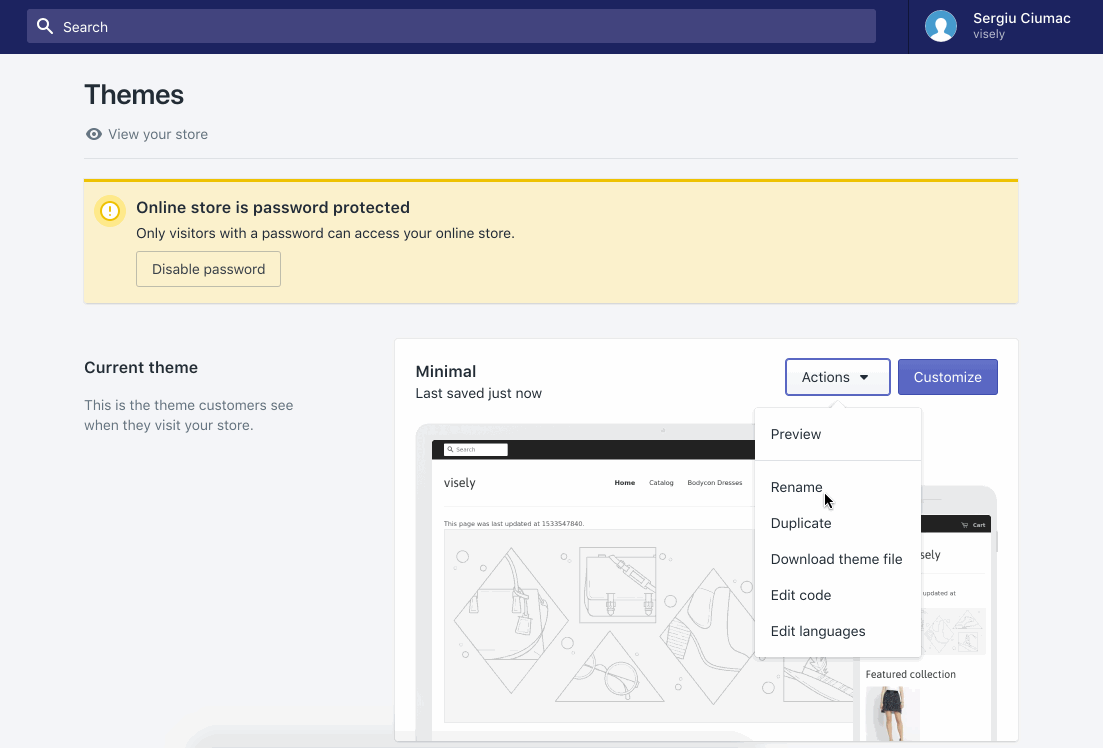 Search
Sergiu Ciumac
visely
Themes
View your store
Online store is password protected
Only visitors with a password can access your online store.
Disable password
Current theme
This is the theme customers see
when they visit your store.
Minimal
Last saved just now
Actions
Customize
Preview
Rename
Duplicate
Download theme file
Edit code
Edit languages
Search
visely
Home Catalog Bodycon Dresses
This page was last updated at 1533547840.
Cart
sely
updated at
Featured collection